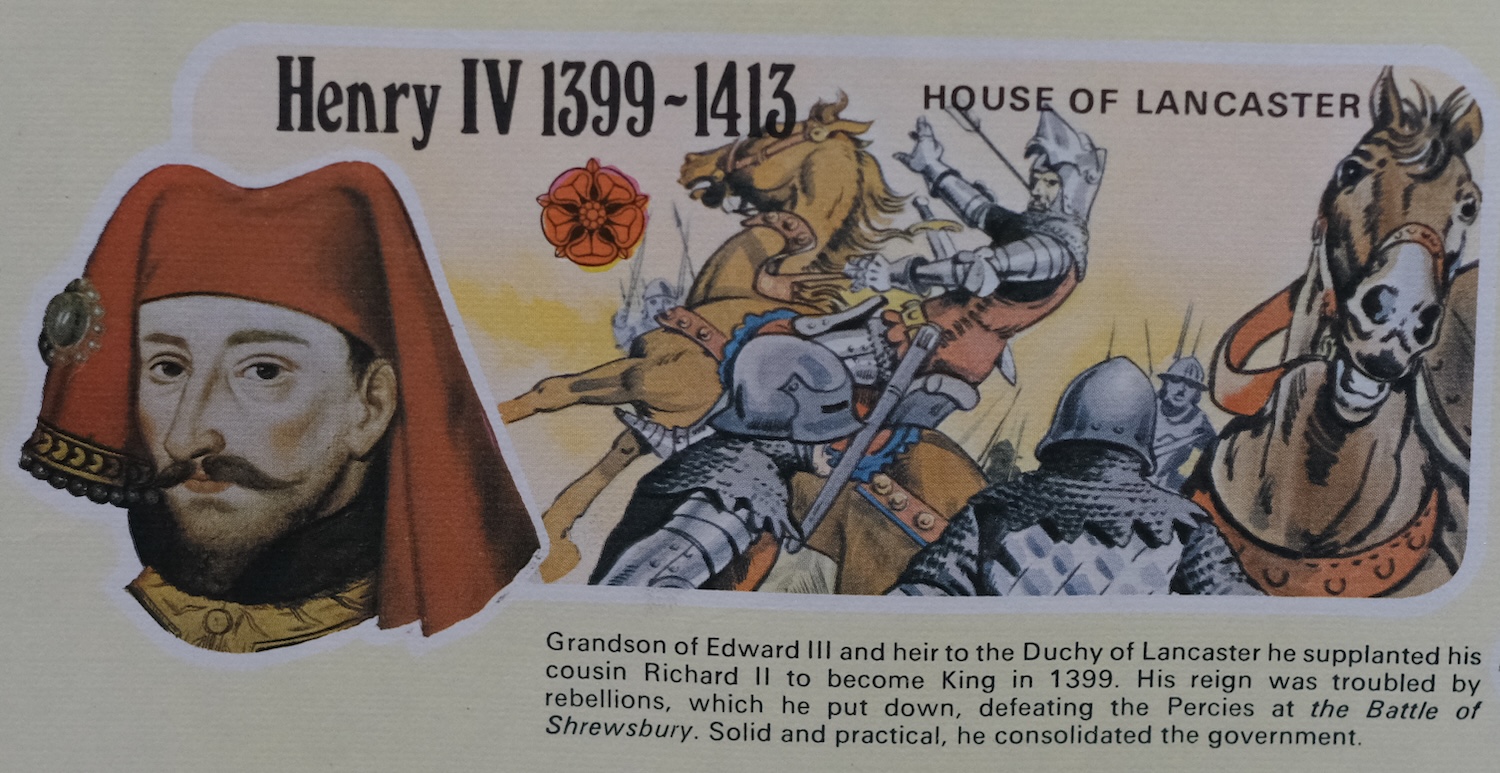 Henry IV 1399~1413
HOUSE OF LANCASTER
Grandson of Edward III and heir to the Duchy of Lancaster he supplanted his
cousin Richard II to become King in 1399. His reign was troubled by
rebellions, which he put down, defeating the Percies at the Battle of
Shrewsbury. Solid and practical, he consolidated the government.